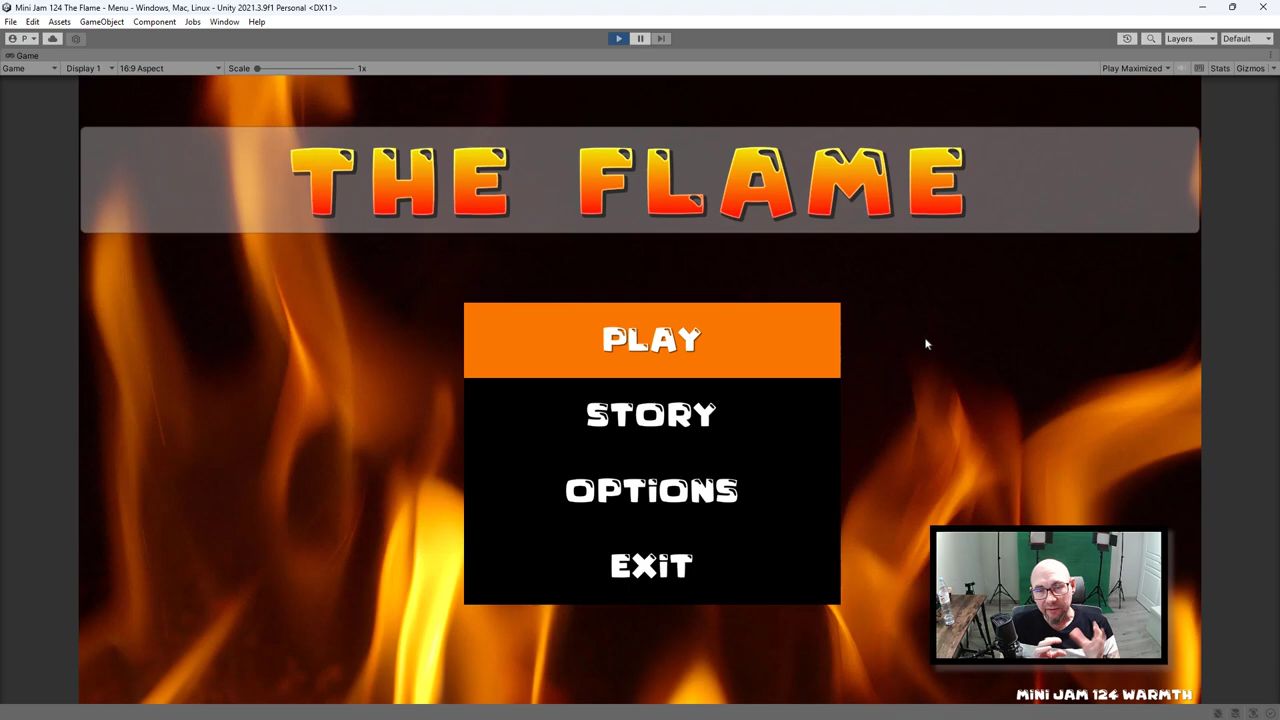 Mini Jam 124 The Flame - Menu - Windows, Mac, Linux - Unity 2021.3.9f1 Personal <DX11>
File Edit Assets GameObject Component Jobs Window Help
P Layers Default
Game
Game Display 1 16:9 Aspect Scale 1x Play Maximized Stats Gizmos
THE FLAME
PLAY
STORY
OPTiONS
EXiT
MiNi JAM 124 WARMTH